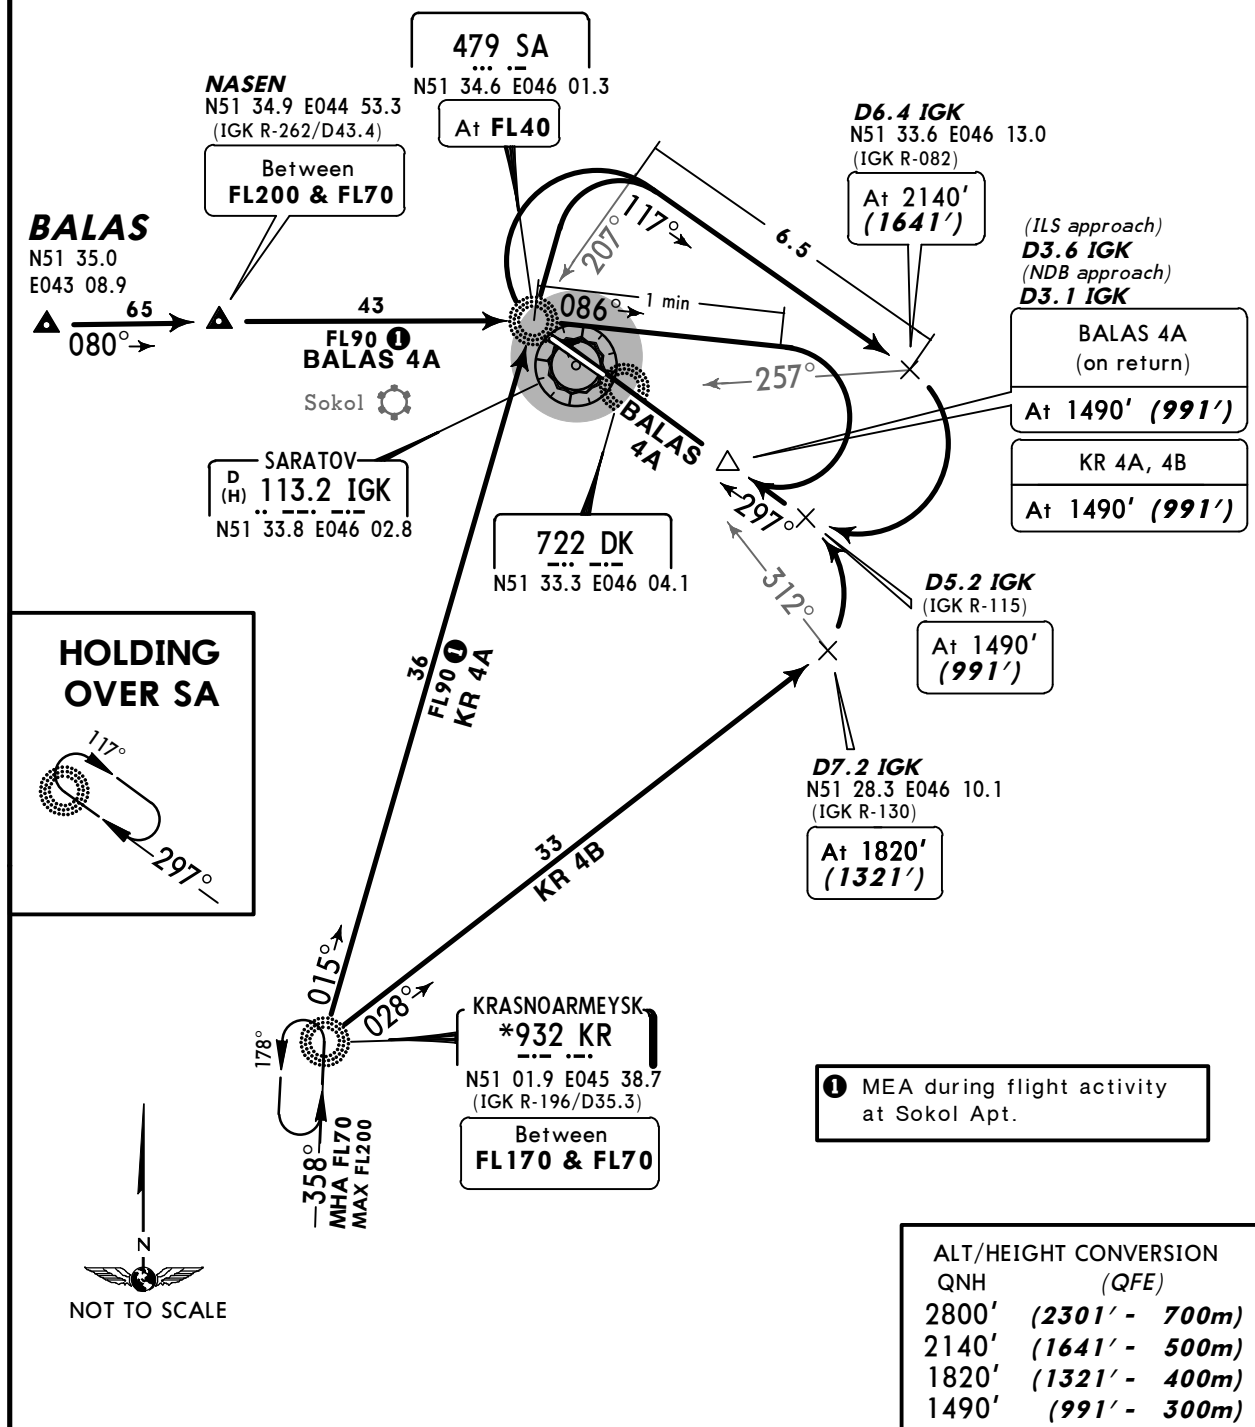 479 SA
N51 34.6 E046 01.3
At FL40
NASEN
N51 34.9 E044 53.3
(IGK R-262/D43.4)
Between
FL200 & FL70
BALAS
N51 35.0
E043 08.9
65
080°
43
FL90 1
BALAS 4A
Sokol
SARATOV
D
(H) 113.2 IGK
N51 33.8 E046 02.8
117°
207°
6.5
086°
1 min
257°
D6.4 IGK
N51 33.6 E046 13.0
(IGK R-082)
At 2140'
(1641')
(ILS approach)
D3.6 IGK
(NDB approach)
D3.1 IGK
BALAS 4A
(on return)
At 1490' (991')
KR 4A, 4B
At 1490' (991')
BALAS
4A
297°
312°
722 DK
N51 33.3 E046 04.1
D5.2 IGK
(IGK R-115)
At 1490'
(991')
D7.2 IGK
N51 28.3 E046 10.1
(IGK R-130)
At 1820'
(1321')
HOLDING
OVER SA
117°
297°
36
FL90 1
KR 4A
33
KR 4B
015°
028°
178°
358°
MHA FL70
MAX FL200
KRASNOARMEYSK
*932 KR
N51 01.9 E045 38.7
(IGK R-196/D35.3)
Between
FL170 & FL70
1 MEA during flight activity
at Sokol Apt.
N
NOT TO SCALE
ALT/HEIGHT CONVERSION
QNH (QFE)
2800' (2301' - 700m)
2140' (1641' - 500m)
1820' (1321' - 400m)
1490' (991' - 300m)